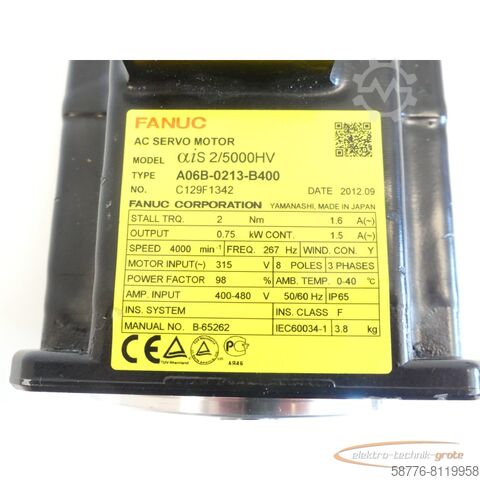 FANUC
AC SERVO MOTOR
MODEL αiS 2/5000HV
TYPE A06B-0213-B400
NO. C129F1342 DATE 2012.09
FANUC CORPORATION YAMANASHI, MADE IN JAPAN
STALL TRQ. 2 Nm 1.6 A(~)
OUTPUT 0.75 kW CONT. 1.5 A(~)
SPEED 4000 min⁻¹ FREQ. 267 Hz WIND. CON. Y
MOTOR INPUT(~) 315 V 8 POLES 3 PHASES
POWER FACTOR 98 % AMB. TEMP. 0-40 ℃
AMP. INPUT 400-480 V 50/60 Hz IP65
INS. SYSTEM INS. CLASS F
MANUAL NO. B-65262 IEC60034-1 3.8 kg
CE
elektro-technik-grote
58776-8119958